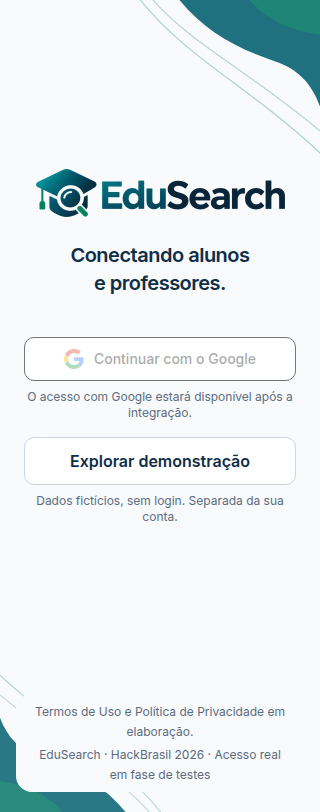 EduSearch
Conectando alunos
e professores.
Continuar com o Google
O acesso com Google estará disponível após a
integração.
Explorar demonstração
Dados fictícios, sem login. Separada da sua
conta.
Termos de Uso e Política de Privacidade em
elaboração.
EduSearch · HackBrasil 2026 · Acesso real
em fase de testes